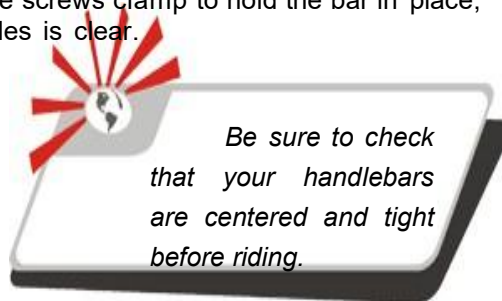 screws clamp to hold the bar in place,
les is clear.
Be sure to check
that your handlebars
are centered and tight
before riding.